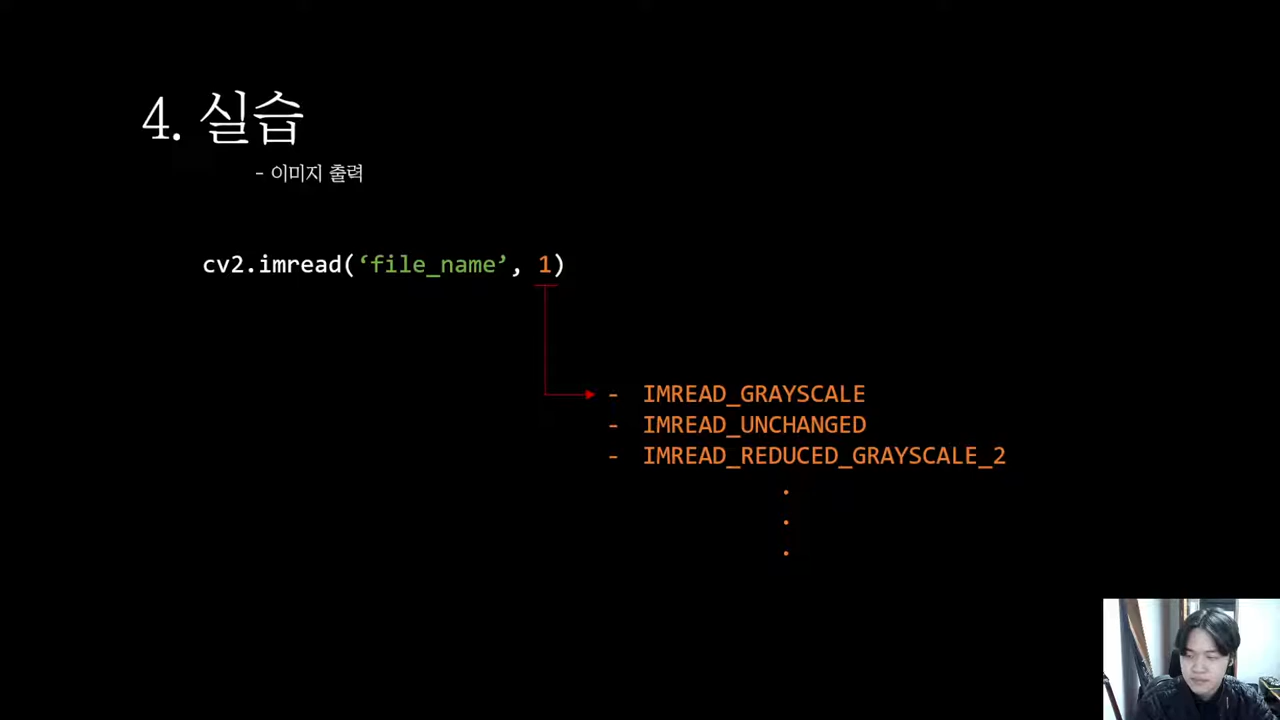 4. 실습
- 이미지 출력
cv2.imread(‘file_name’, 1)
- IMREAD_GRAYSCALE
- IMREAD_UNCHANGED
- IMREAD_REDUCED_GRAYSCALE_2
.
.
.